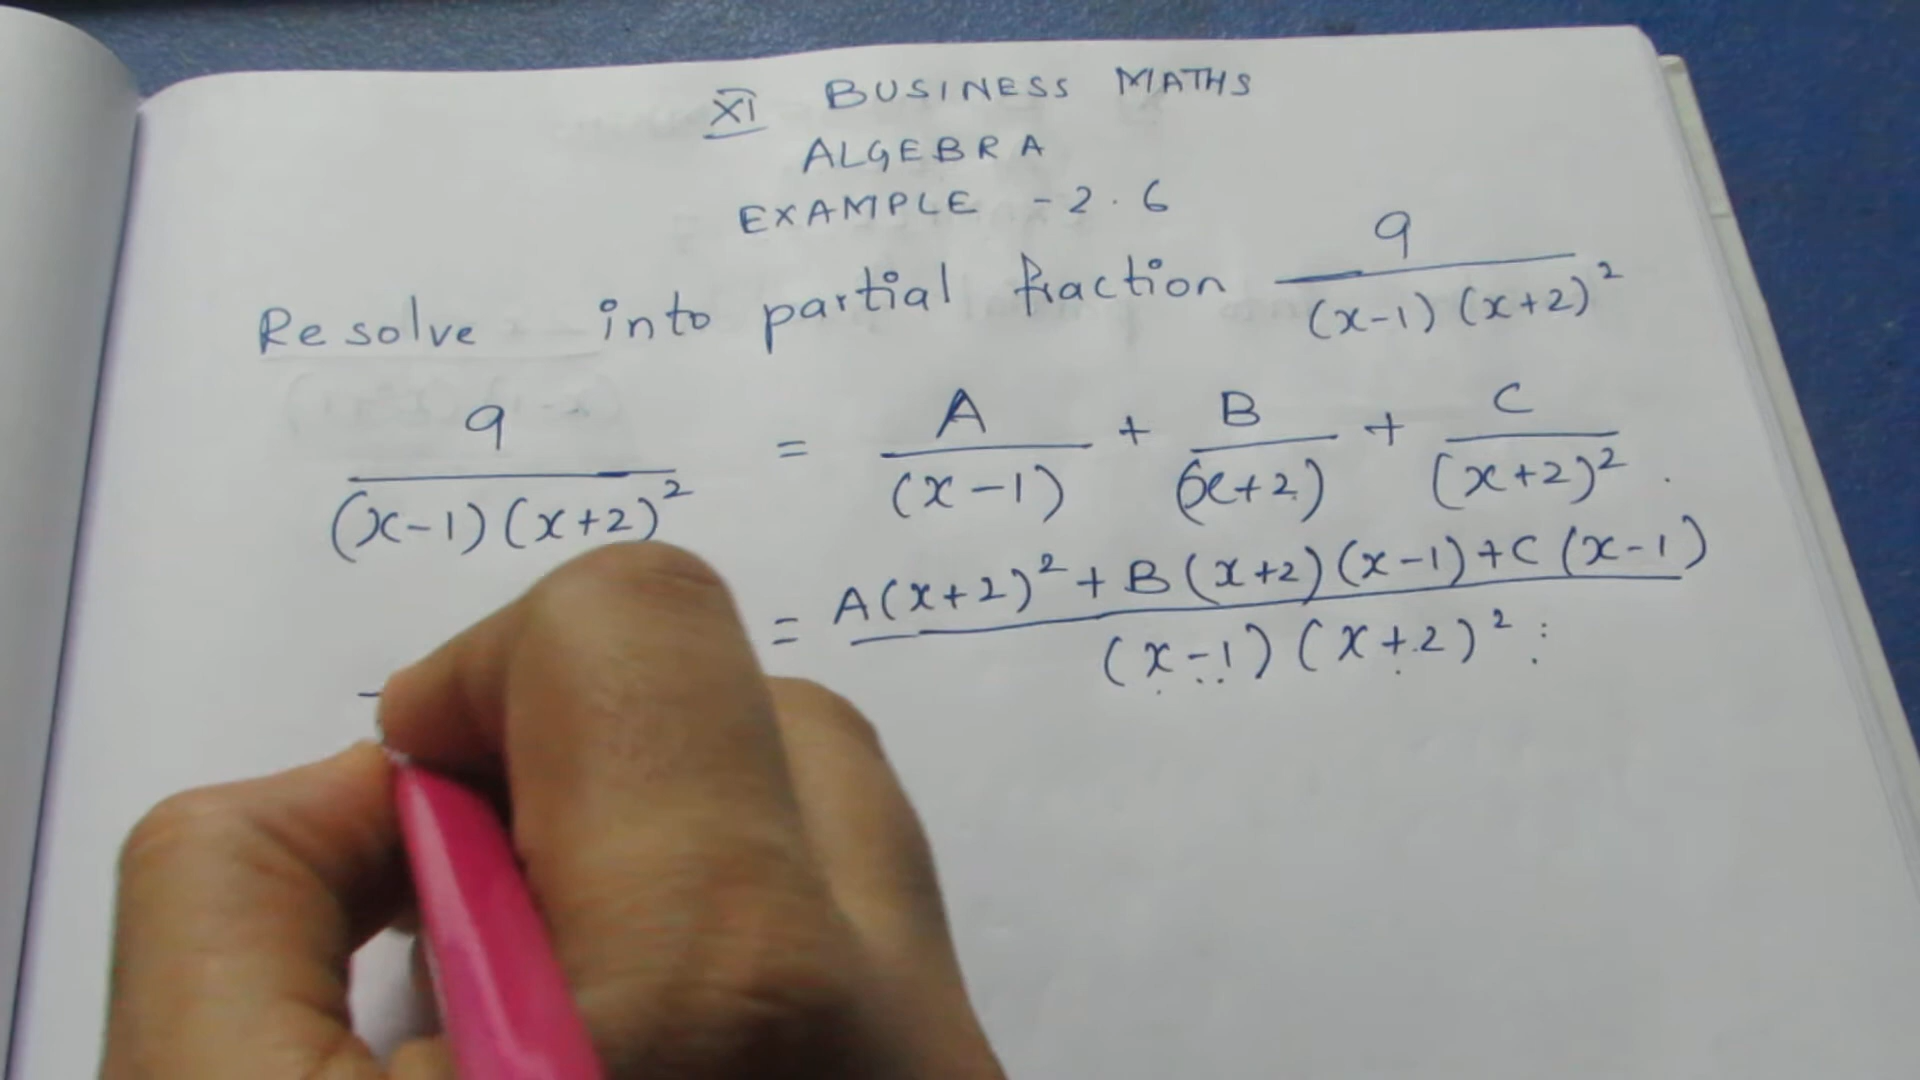 XI BUSINESS MATHS
ALGEBRA
EXAMPLE - 2.6
Resolve into partial fraction 9 / (x-1)(x+2)²
9 / (x-1)(x+2)² = A / (x-1) + B / (x+2) + C / (x+2)²
= A(x+2)² + B(x+2)(x-1) + C(x-1) / (x-1)(x+2)²